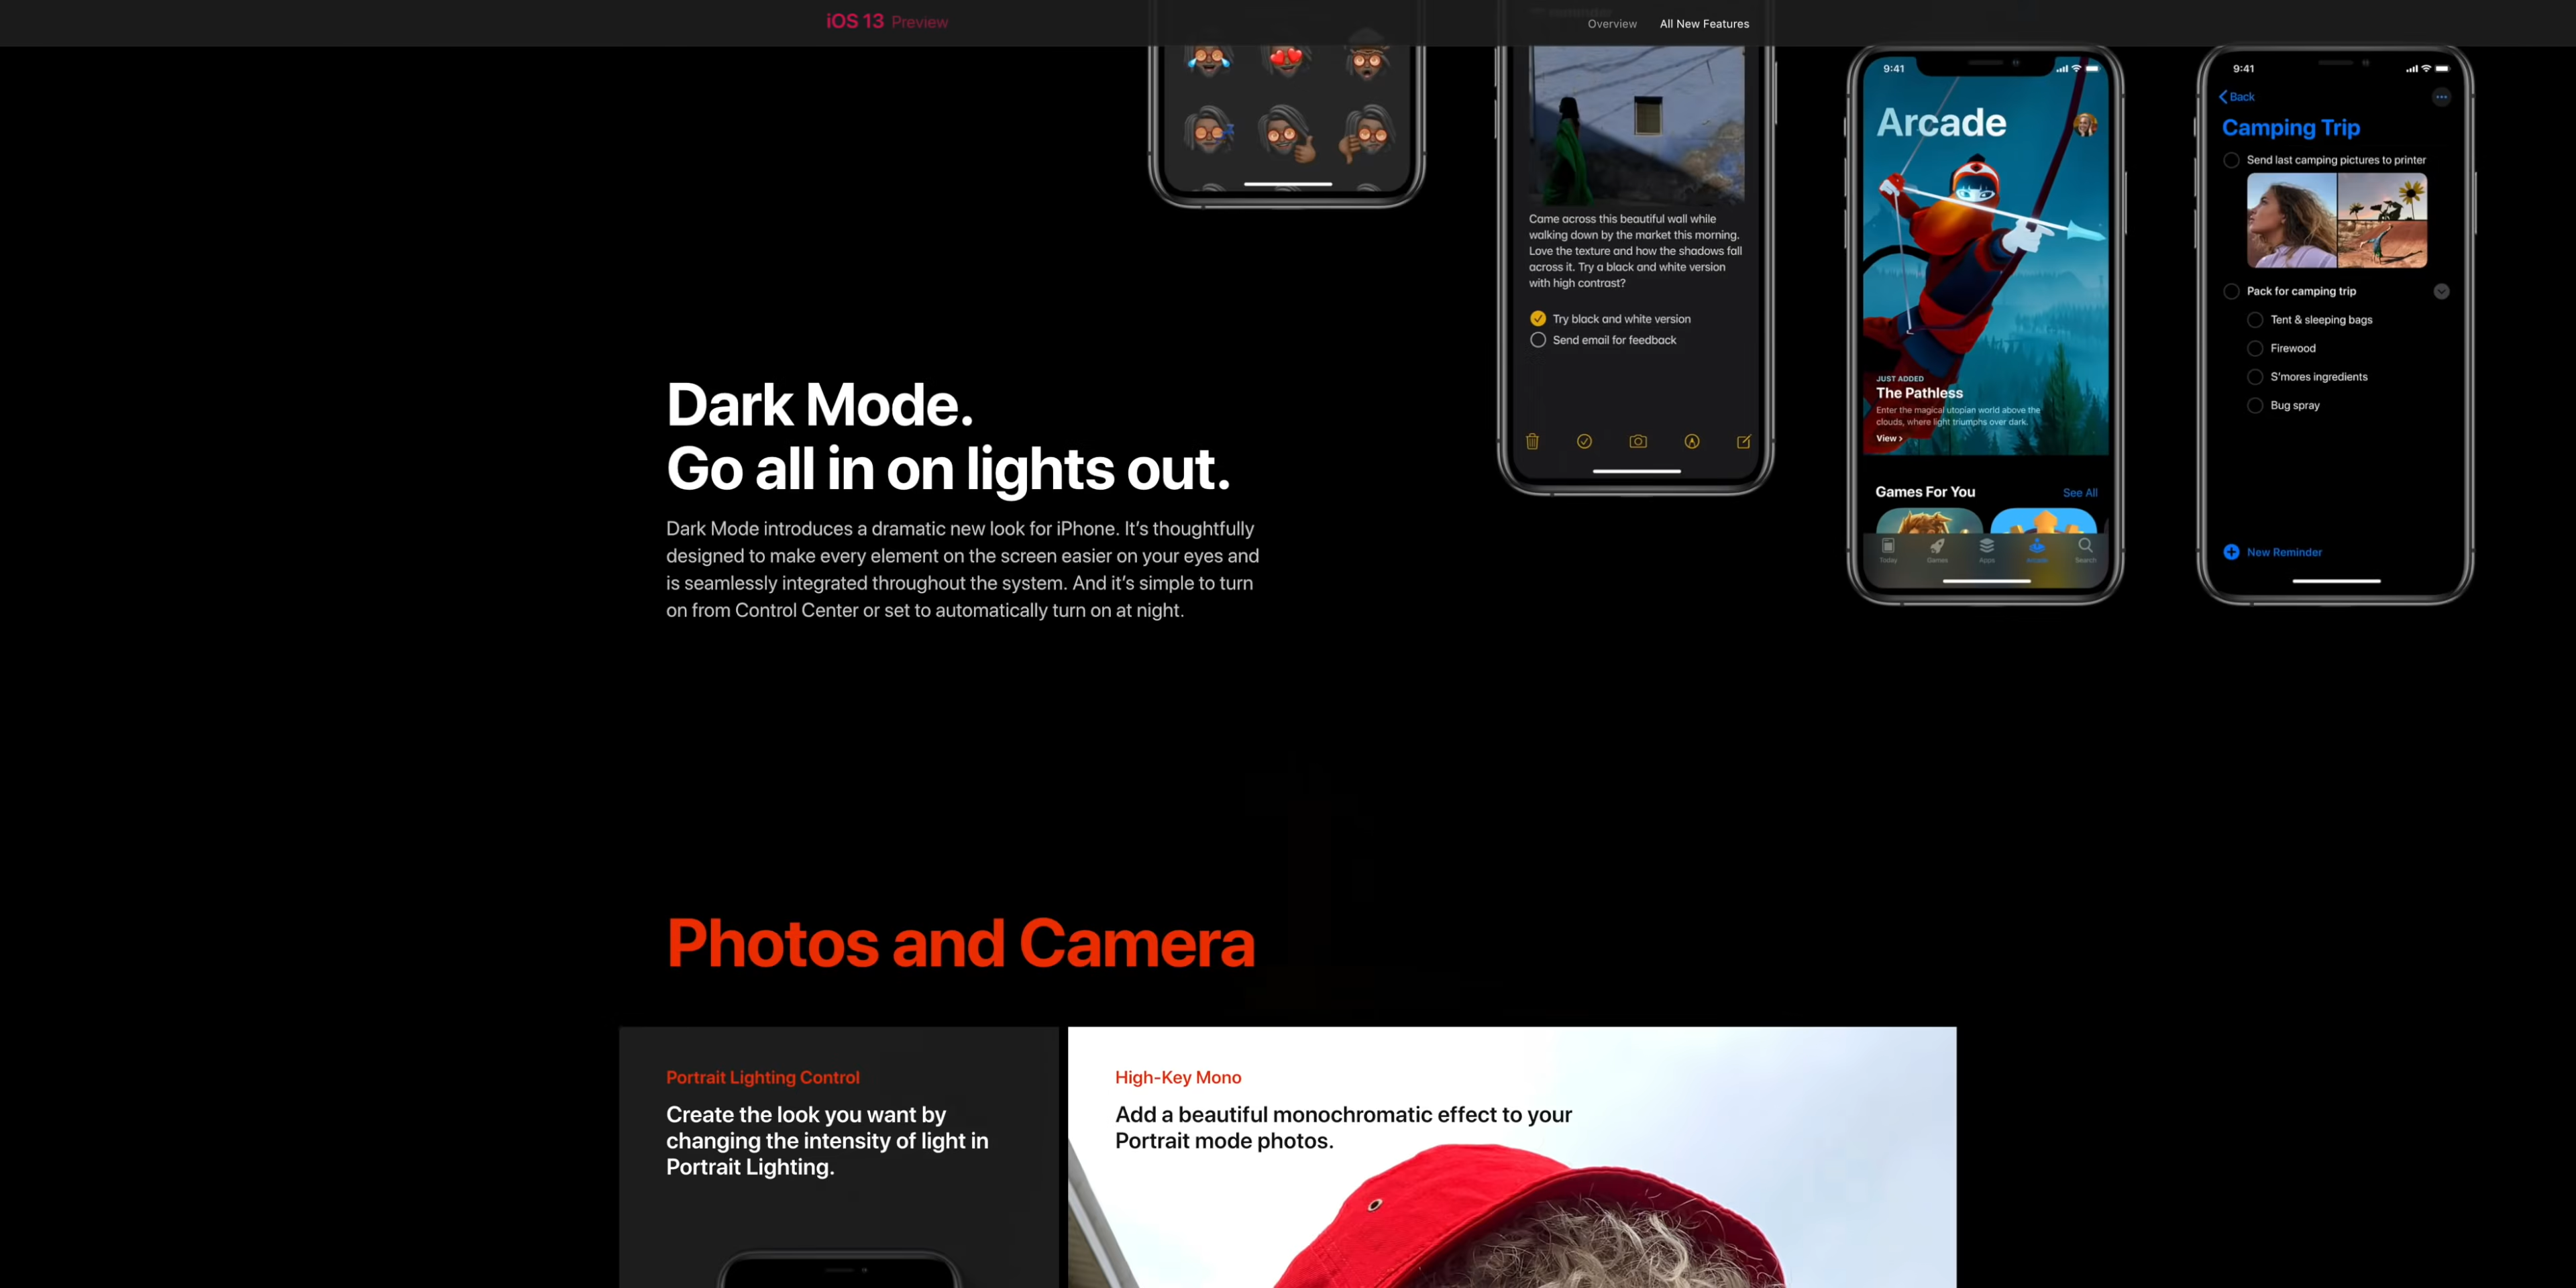 iOS 13 Preview
Overview
All New Features
Came across this beautiful wall while
walking down by the market this morning.
Love the texture and how the shadows fall
across it. Try a black and white version
with high contrast?
Try black and white version
Send email for feedback
9:41
Arcade
JUST ADDED
The Pathless
Enter the magical utopian world above the
clouds, where light triumphs over dark.
View >
Games For You
See All
Today
Games
Apps
Arcade
Search
9:41
Back
Camping Trip
Send last camping pictures to printer
Pack for camping trip
Tent & sleeping bags
Firewood
S'mores ingredients
Bug spray
New Reminder
Dark Mode.
Go all in on lights out.
Dark Mode introduces a dramatic new look for iPhone. It’s thoughtfully
designed to make every element on the screen easier on your eyes and
is seamlessly integrated throughout the system. And it’s simple to turn
on from Control Center or set to automatically turn on at night.
Photos and Camera
Portrait Lighting Control
Create the look you want by
changing the intensity of light in
Portrait Lighting.
High-Key Mono
Add a beautiful monochromatic effect to your
Portrait mode photos.